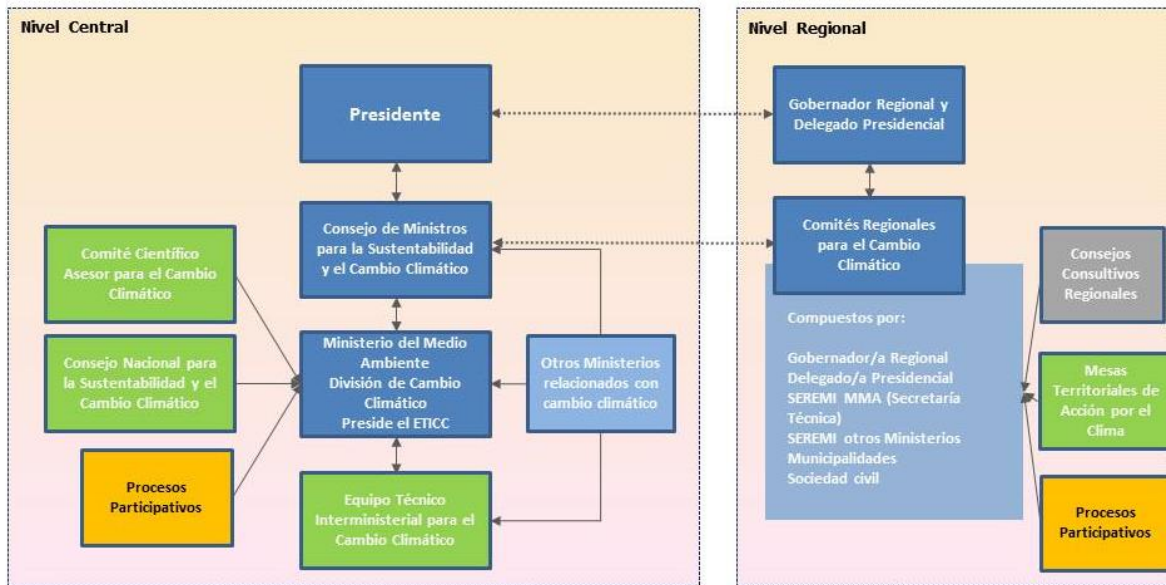 Nivel Central
Presidente
Consejo de Ministros
para la Sustentabilidad
y el Cambio Climático
Comité Científico
Asesor para el Cambio
Climático
Consejo Nacional para
la Sustentabilidad y el
Cambio Climático
Procesos
Participativos
Ministerio del Medio
Ambiente
División de Cambio
Climático
Preside el ETICC
Otros Ministerios
relacionados con
cambio climático
Equipo Técnico
Interministerial para el
Cambio Climático
Nivel Regional
Gobernador Regional y
Delegado Presidencial
Comités Regionales
para el Cambio
Climático
Compuestos por:
Gobernador/a Regional
Delegado/a Presidencial
SEREMI MMA (Secretaría
Técnica)
SEREMI otros Ministerios
Municipalidades
Sociedad civil
Consejos
Consultivos
Regionales
Mesas
Territoriales de
Acción por el
Clima
Procesos
Participativos